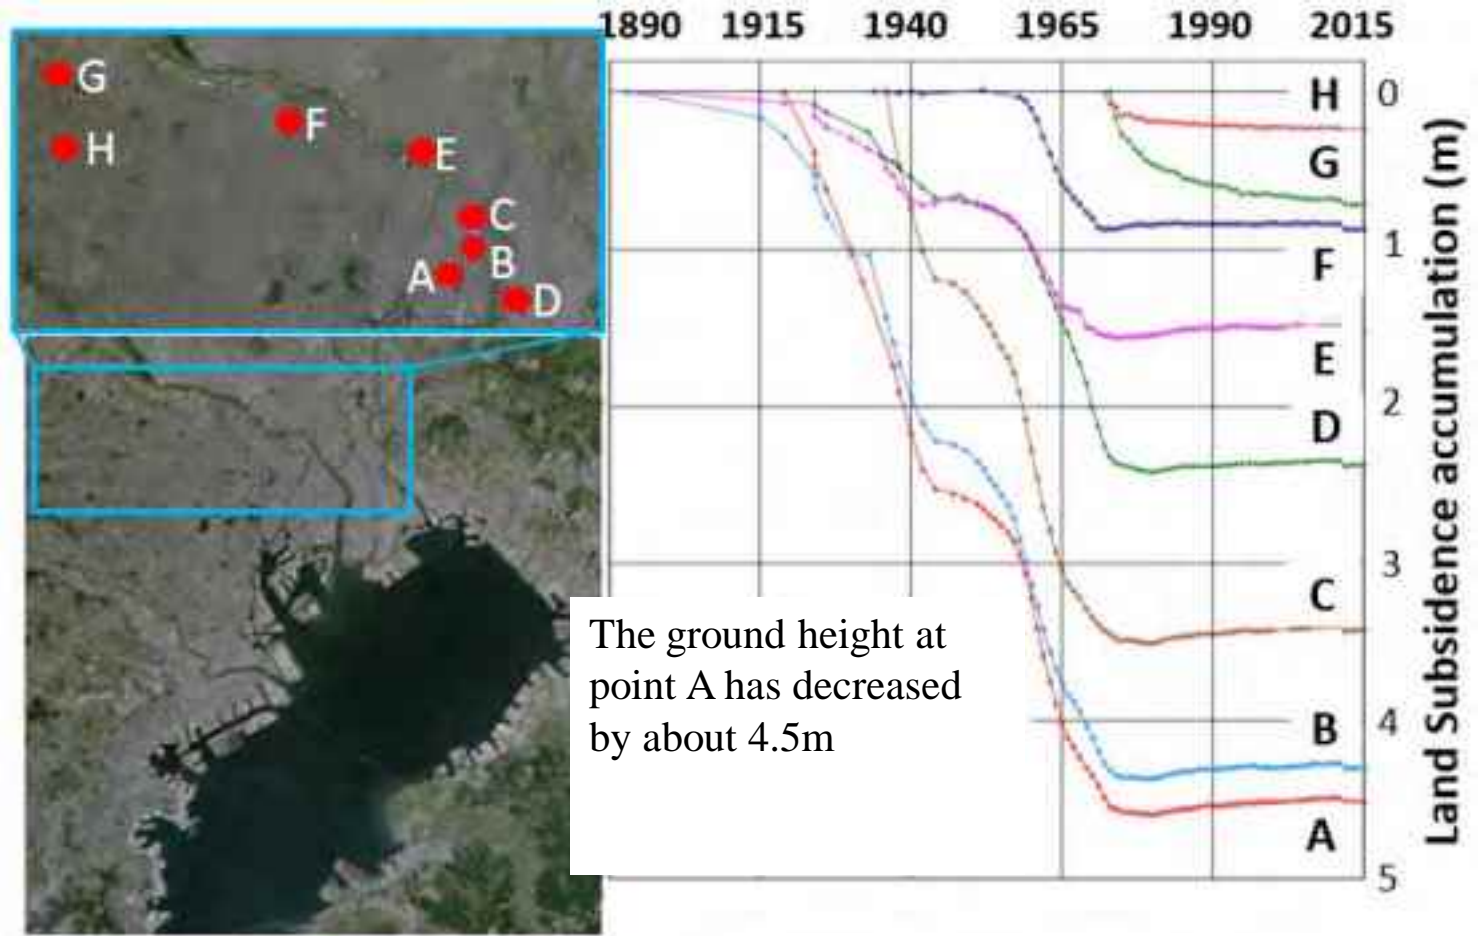 1890 1915 1940 1965 1990 2015
G
H
F
E
C
B
A
D
H
G
F
E
D
C
B
A
0
1
2
3
4
5
Land Subsidence accumulation (m)
The ground height at
point A has decreased
by about 4.5m